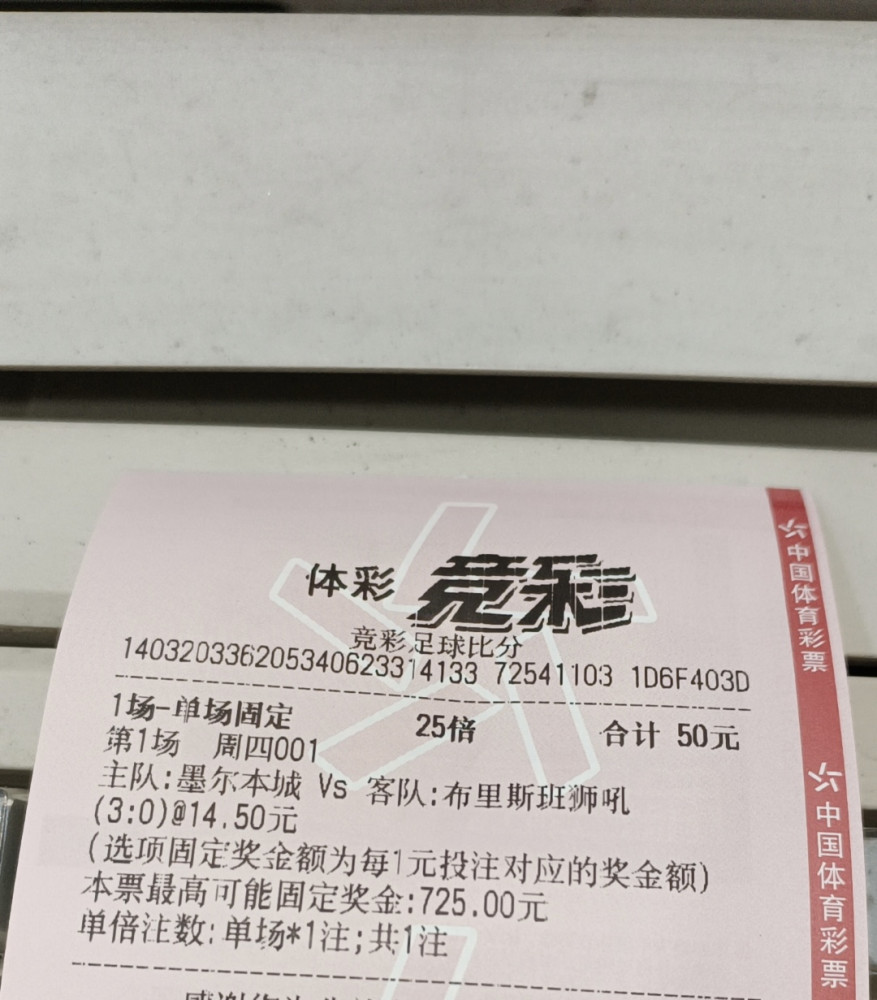 体彩 竞彩
竞彩足球比分
140320336205340623314133 72541103 1D6F403D
1场-单场固定 25倍 合计 50元
第1场 周四001
主队:墨尔本城 Vs 客队:布里斯班狮吼
(3:0)@14.50元
(选项固定奖金额为每1元投注对应的奖金额)
本票最高可能固定奖金:725.00元
单倍注数:单场*1注;共1注
中国体育彩票
中国体育彩票